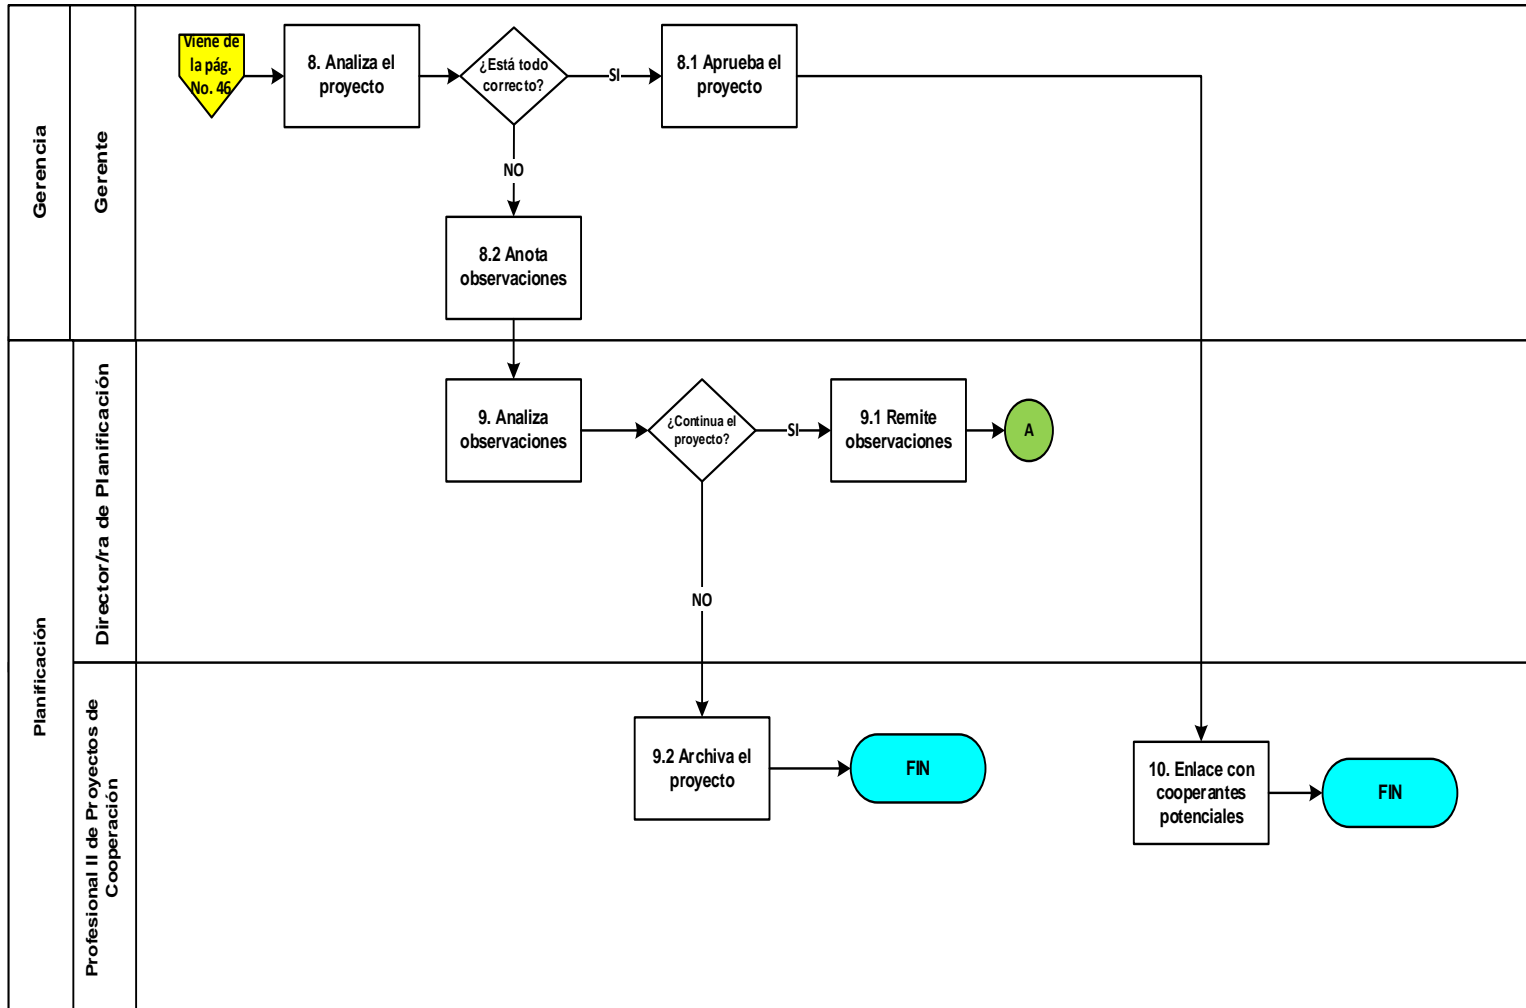 Gerencia
Gerente
Viene de
la pág.
No. 46
8. Analiza el
proyecto
¿Está todo
correcto?
SI
8.1 Aprueba el
proyecto
NO
8.2 Anota
observaciones
Planificación
Director/ra de Planificación
9. Analiza
observaciones
¿Continua el
proyecto?
SI
9.1 Remite
observaciones
A
NO
Profesional II de Proyectos de
Cooperación
9.2 Archiva el
proyecto
FIN
10. Enlace con
cooperantes
potenciales
FIN